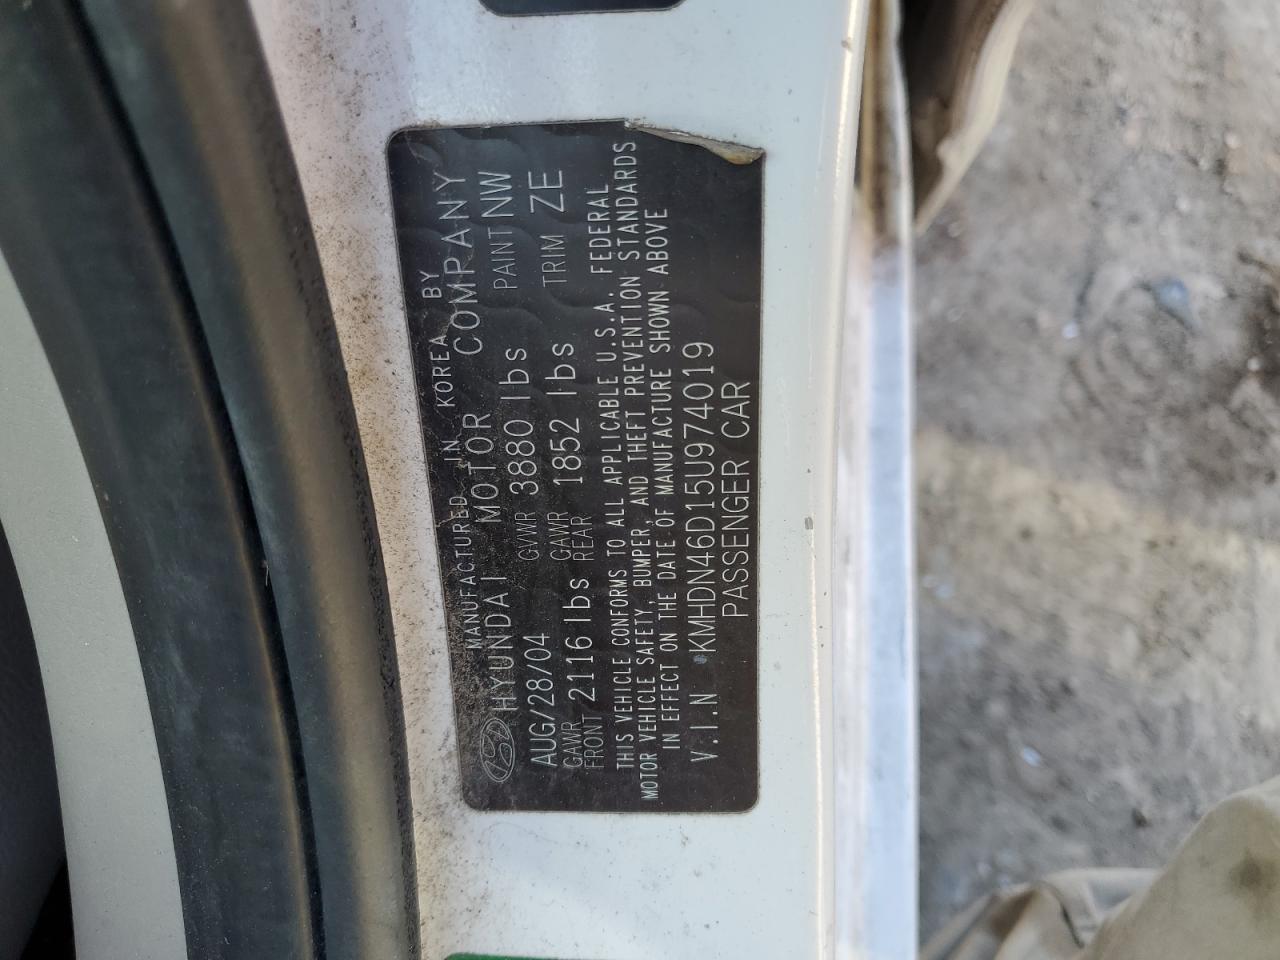 MANUFACTURED IN KOREA BY
HYUNDAI MOTOR COMPANY
AUG/28/04 GVWR 3880 lbs PAINT NW
GAWR FRONT 2116 lbs GAWR REAR 1852 lbs TRIM ZE
THIS VEHICLE CONFORMS TO ALL APPLICABLE U.S.A. FEDERAL
MOTOR VEHICLE SAFETY, BUMPER, AND THEFT PREVENTION STANDARDS
IN EFFECT ON THE DATE OF MANUFACTURE SHOWN ABOVE
V.I.N KMHDN46D15U974019
PASSENGER CAR